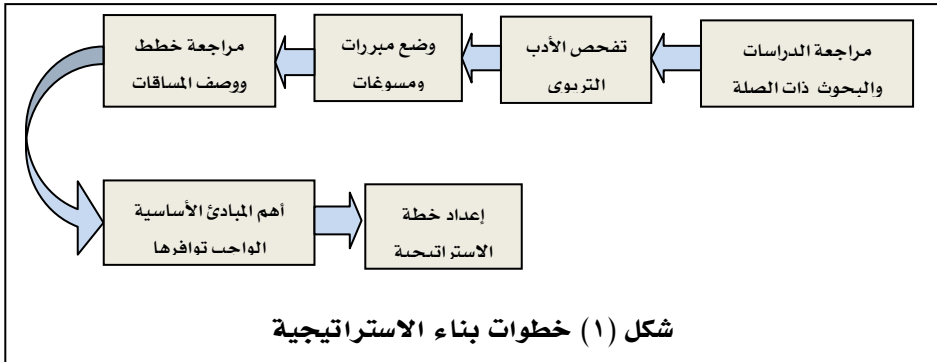 مراجعة الدراسات
والبحوث ذات الصلة
تفحص الأدب
التربوي
وضع مبررات
ومسوغات
مراجعة خطط
ووصف المساقات
أهم المبادئ الأساسية
الواجب توافرها
إعداد خطة
الاستراتيجية
شكل (١) خطوات بناء الاستراتيجية